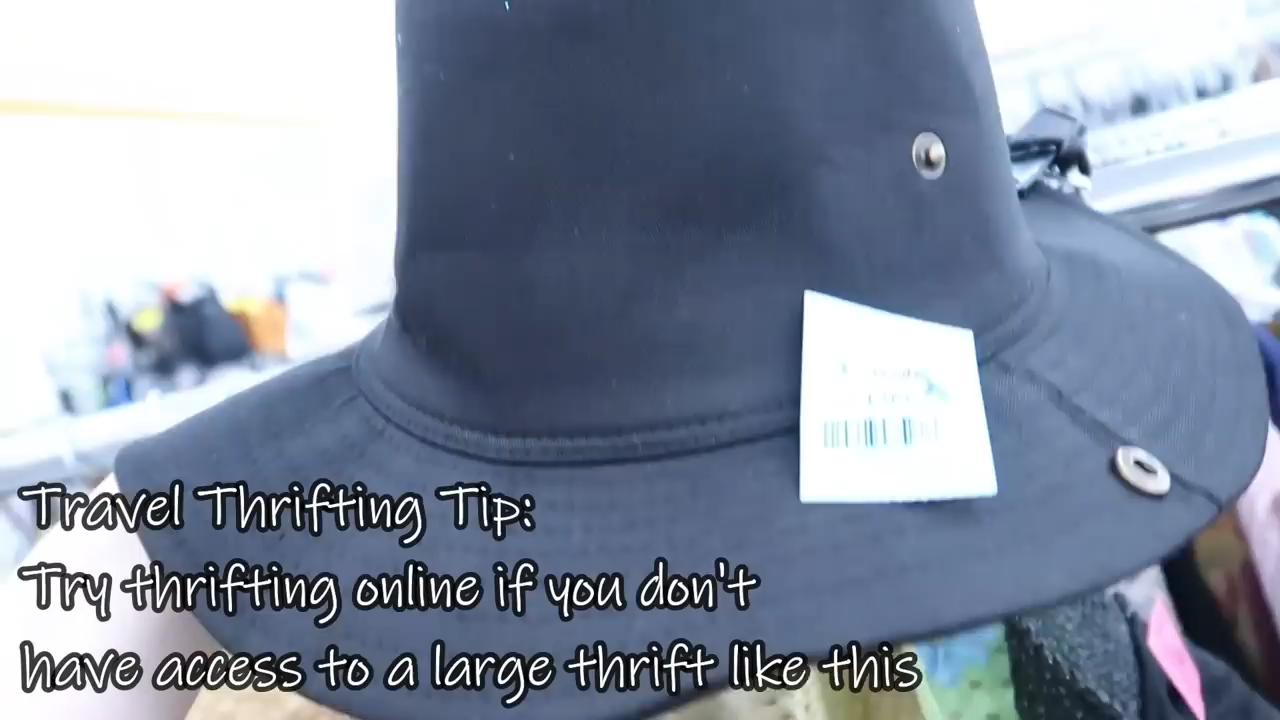 Travel Thrifting Tip:
Try thrifting online if you don't
have access to a large thrift like this